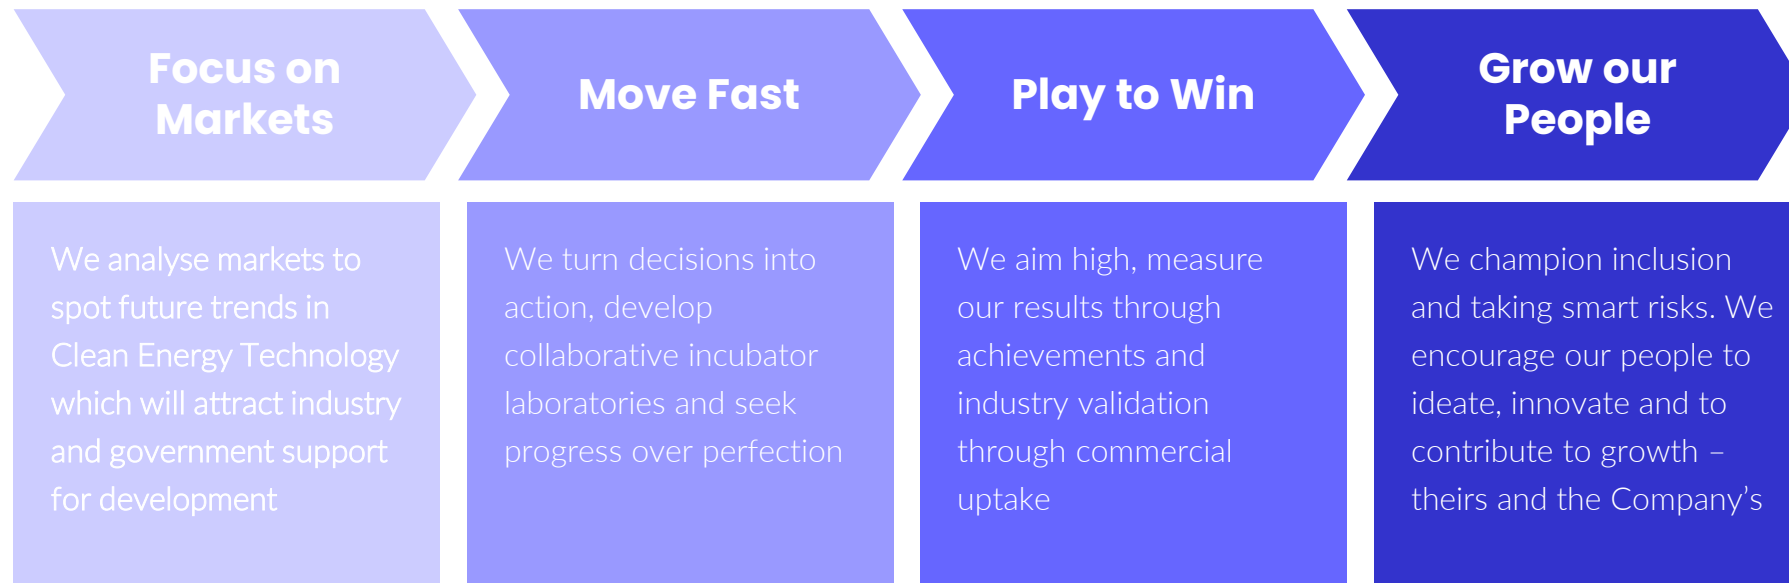 Focus on
Markets
Move Fast
Play to Win
Grow our
People
We analyse markets to
spot future trends in
Clean Energy Technology
which will attract industry
and government support
for development
We turn decisions into
action, develop
collaborative incubator
laboratories and seek
progress over perfection
We aim high, measure
our results through
achievements and
industry validation
through commercial
uptake
We champion inclusion
and taking smart risks. We
encourage our people to
ideate, innovate and to
contribute to growth –
theirs and the Company’s